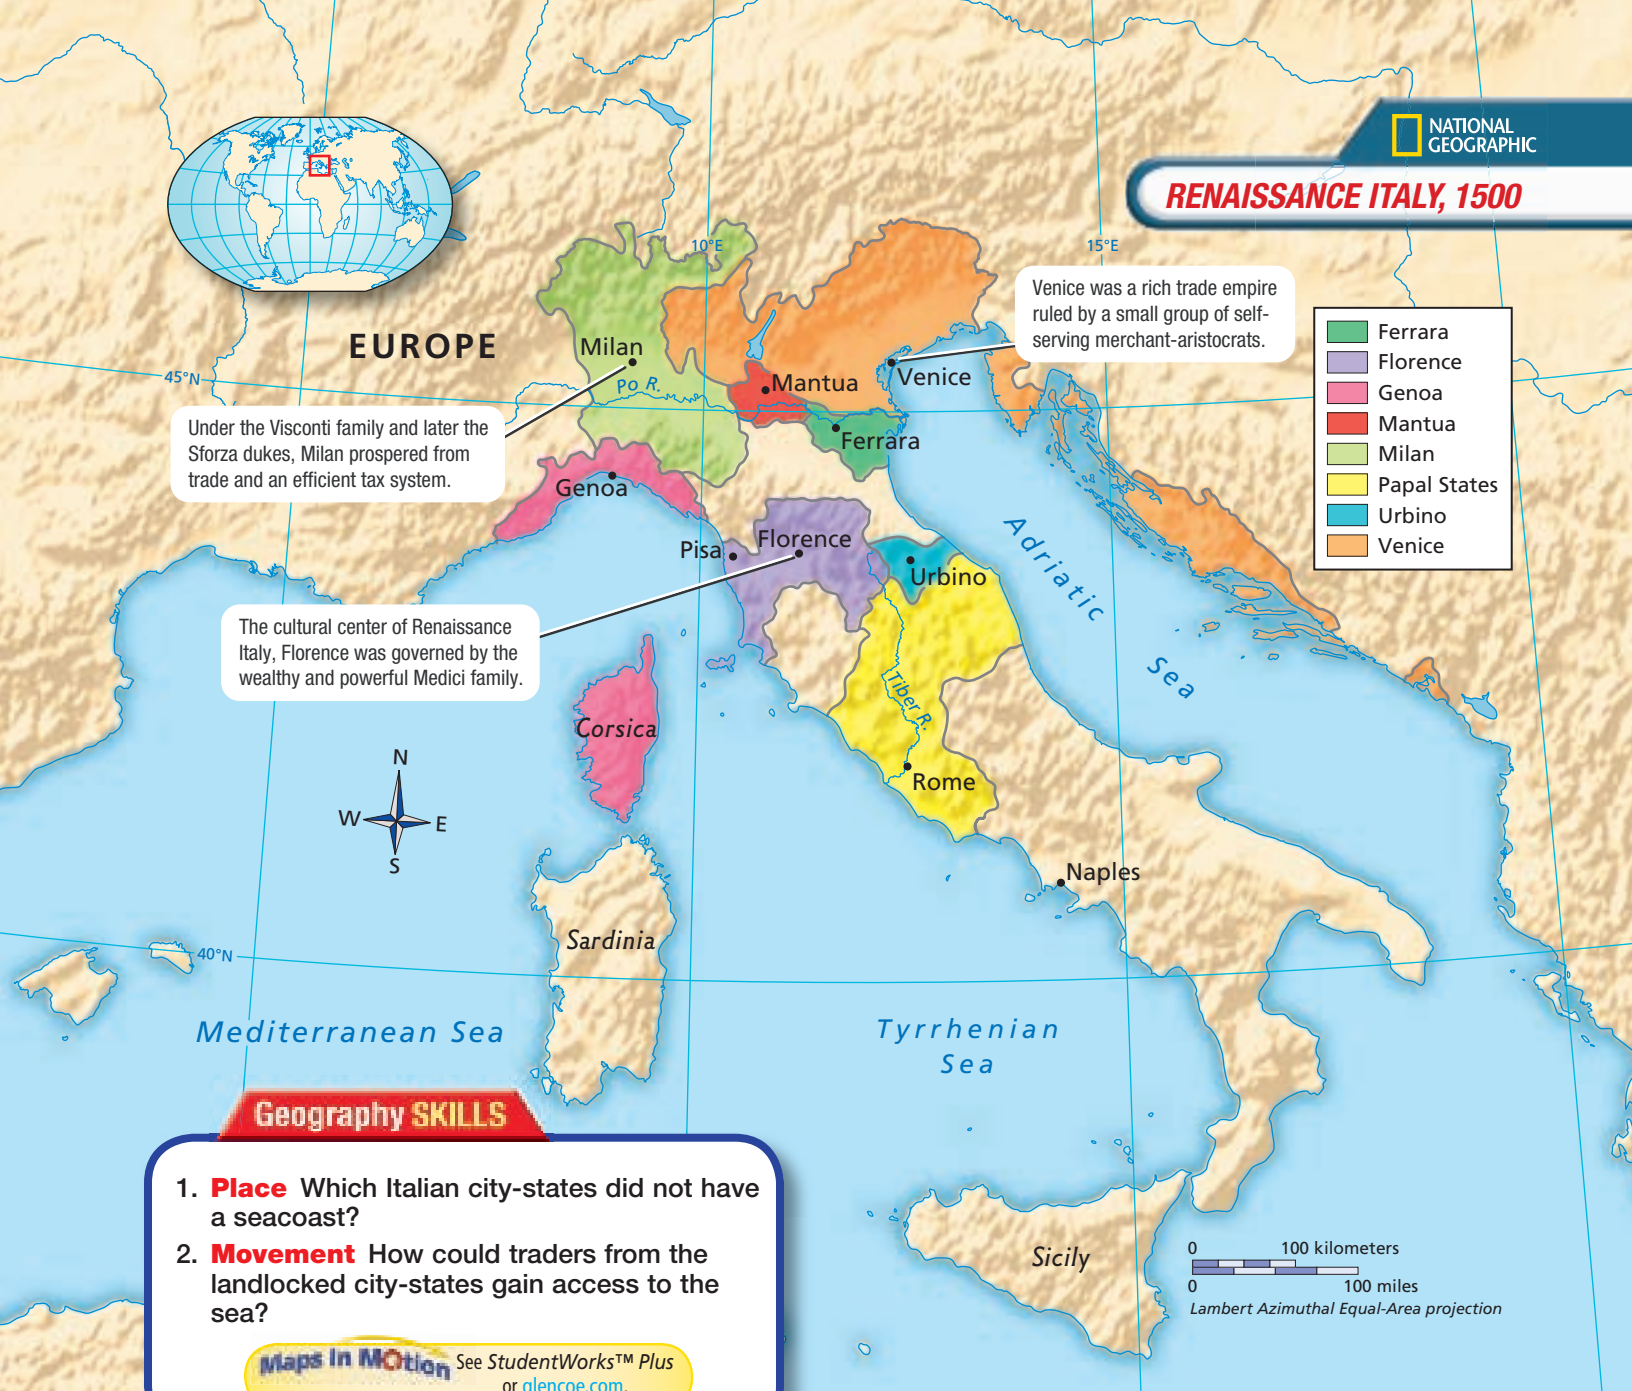 NATIONAL
GEOGRAPHIC
RENAISSANCE ITALY, 1500
10°E
15°E
EUROPE
45°N
Milan
Po R.
Mantua
Venice
Ferrara
Genoa
Venice was a rich trade empire
ruled by a small group of self-
serving merchant-aristocrats.
Ferrara
Florence
Genoa
Mantua
Milan
Papal States
Urbino
Venice
Under the Visconti family and later the
Sforza dukes, Milan prospered from
trade and an efficient tax system.
Pisa
Florence
Urbino
Adriatic
Sea
The cultural center of Renaissance
Italy, Florence was governed by the
wealthy and powerful Medici family.
Tiber R.
Corsica
Rome
N
W
E
S
Naples
Sardinia
40°N
Mediterranean Sea
Tyrrhenian
Sea
Sicily
0
100 kilometers
0
100 miles
Lambert Azimuthal Equal-Area projection
Geography SKILLS
1. Place Which Italian city-states did not have
a seacoast?
2. Movement How could traders from the
landlocked city-states gain access to the
sea?
Maps In MOtion
See StudentWorks™ Plus
or glencoe.com.